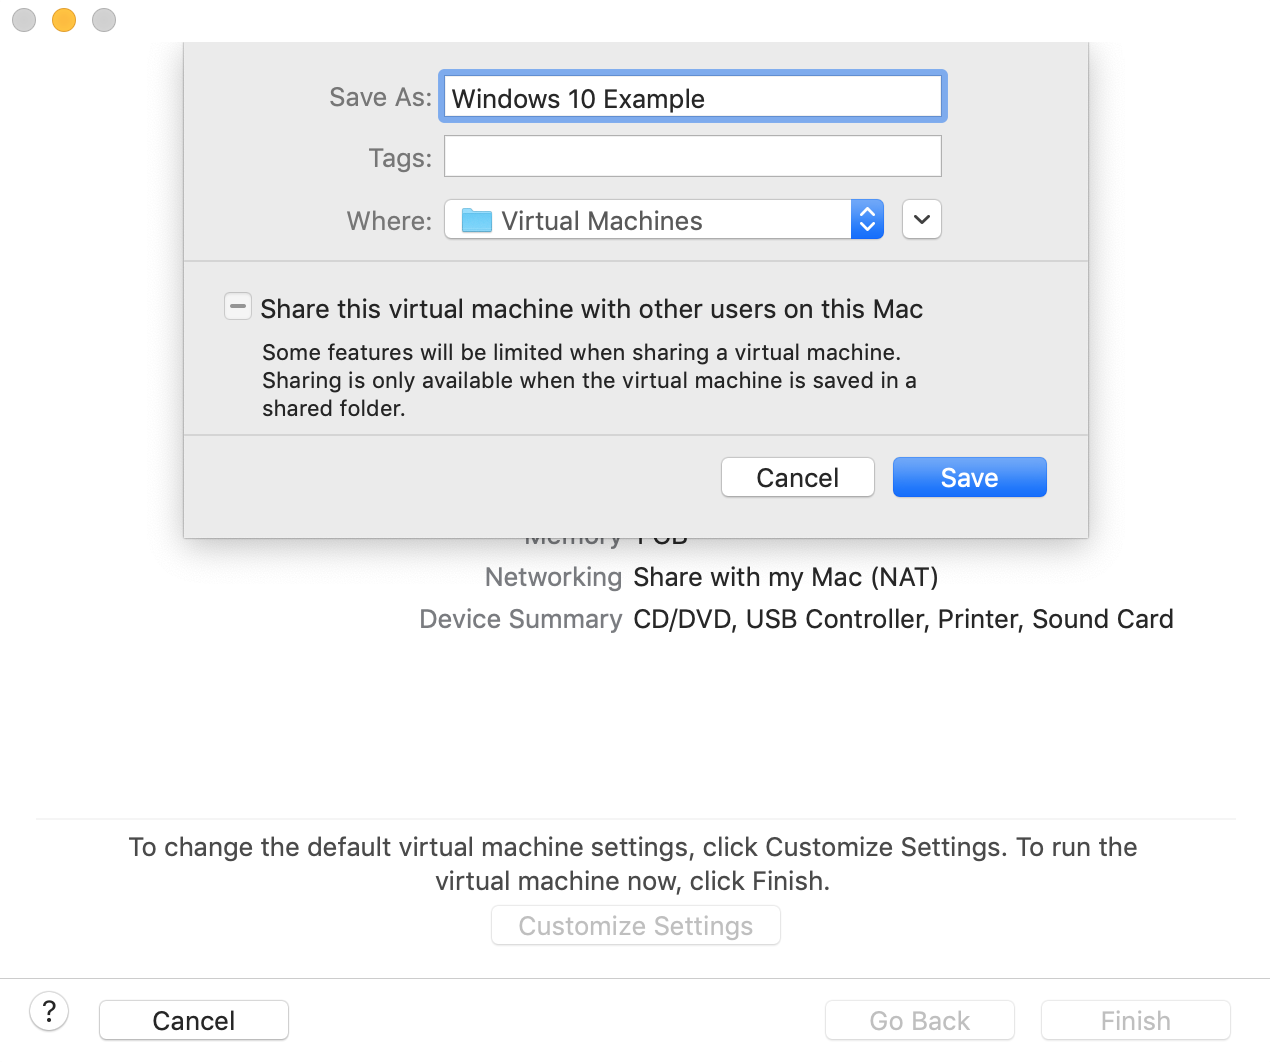 Save As: Windows 10 Example
Tags:
Where: Virtual Machines
Share this virtual machine with other users on this Mac
Some features will be limited when sharing a virtual machine.
Sharing is only available when the virtual machine is saved in a
shared folder.
Cancel Save
Memory
Networking Share with my Mac (NAT)
Device Summary CD/DVD, USB Controller, Printer, Sound Card
To change the default virtual machine settings, click Customize Settings. To run the
virtual machine now, click Finish.
Customize Settings
? Cancel Go Back Finish